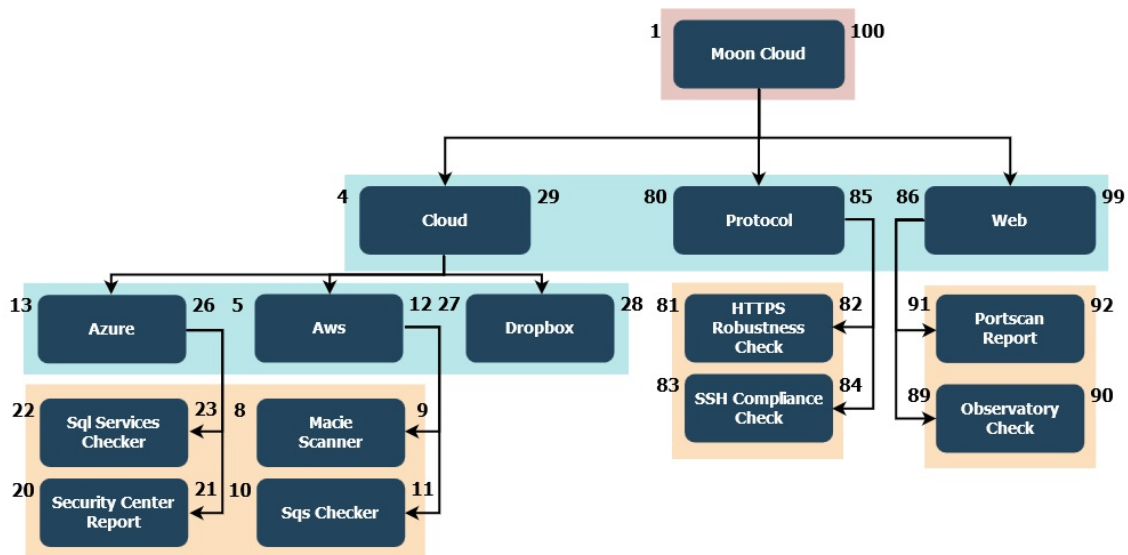 1 Moon Cloud 100
4 Cloud 29
80 Protocol 85
86 Web 99
13 Azure 26
5 Aws 12
27 Dropbox 28
81 HTTPS 82
Robustness
Check
91 Portscan 92
Report
83 SSH Compliance 84
Check
89 Observatory 90
Check
22 Sql Services 23
Checker
8 Macie 9
Scanner
20 Security Center 21
Report
10 Sqs Checker 11